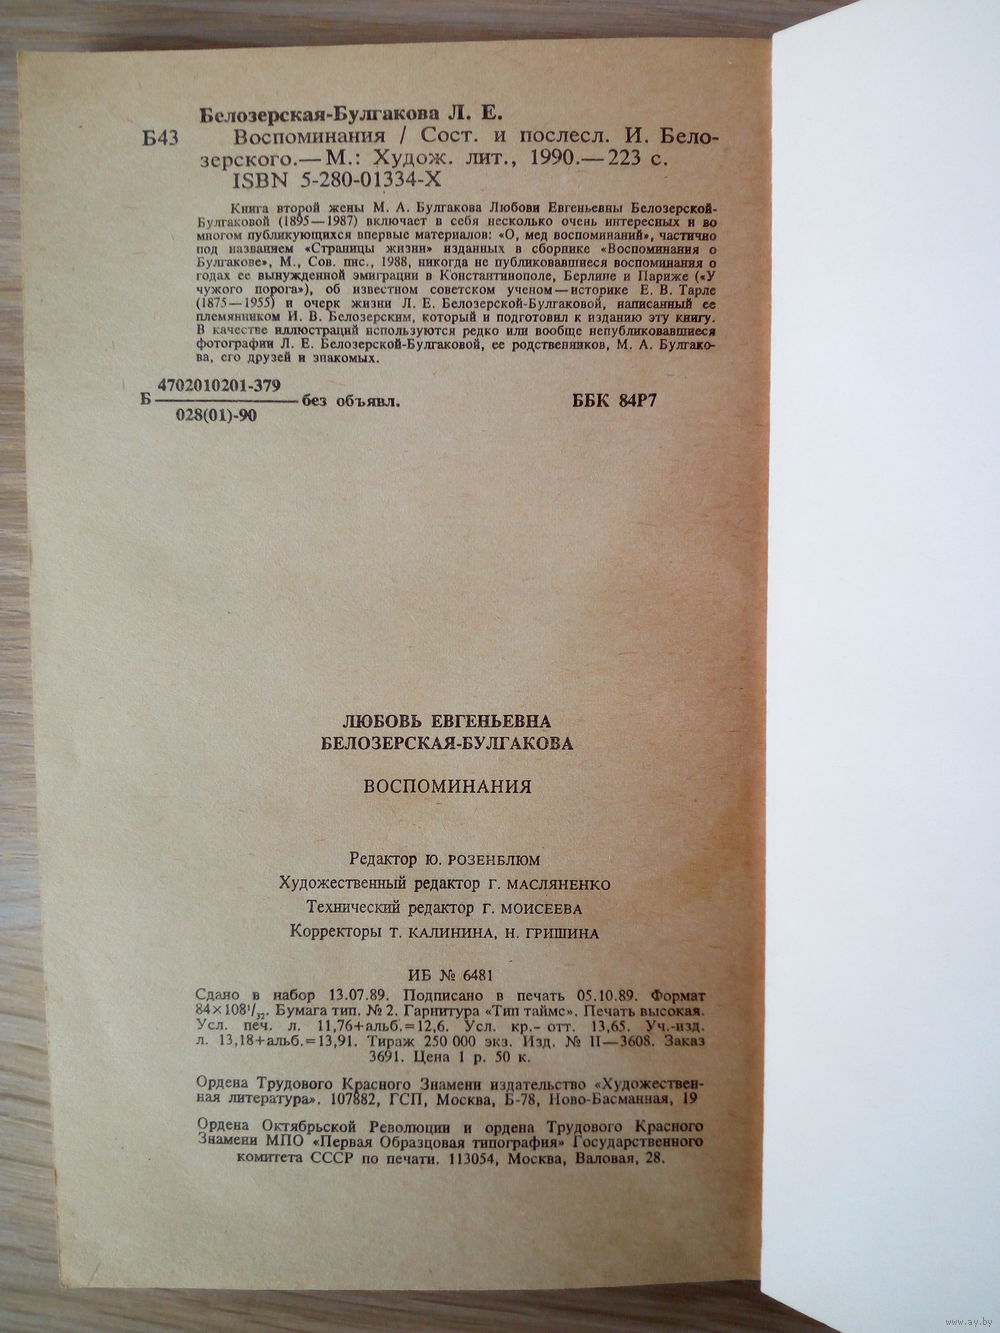 Белозерская-Булгакова Л. Е.
Б43 Воспоминания / Сост. и послесл. И. Бело-
зерского.— М.: Худож. лит., 1990.— 223 с.
ISBN 5-280-01334-X
Книга второй жены М. А. Булгакова Любови Евгеньевны Белозерской-
Булгаковой (1895—1987) включает в себя несколько очень интересных и во
многом публикующихся впервые материалов: «О, мед воспоминаний», частично
под названием «Страницы жизни» изданных в сборнике «Воспоминания о
Булгакове», М., Сов. пис., 1988, никогда не публиковавшиеся воспоминания о
годах ее вынужденной эмиграции в Константинополе, Берлине и Париже («У
чужого порога»), об известном советском ученом — историке Е. В. Тарле
(1875—1955) и очерк жизни Л. Е. Белозерской-Булгаковой, написанный ее
племянником И. В. Белозерским, который и подготовил к изданию эту книгу.
В качестве иллюстраций используются редко или вообще непубликовавшиеся
фотографии Л. Е. Белозерской-Булгаковой, ее родственников, М. А. Булгако-
ва, его друзей и знакомых.
4702010201-379
Б без объявл. ББК 84Р7
028(01)-90
ЛЮБОВЬ ЕВГЕНЬЕВНА
БЕЛОЗЕРСКАЯ-БУЛГАКОВА
ВОСПОМИНАНИЯ
Редактор Ю. РОЗЕНБЛЮМ
Художественный редактор Г. МАСЛЯНЕНКО
Технический редактор Г. МОИСЕЕВА
Корректоры Т. КАЛИНИНА, Н. ГРИШИНА
ИБ № 6481
Сдано в набор 13.07.89. Подписано в печать 05.10.89. Формат
84×108¹/₃₂. Бумага тип. № 2. Гарнитура «Тип таймс». Печать высокая.
Усл. печ. л. 11,76+альб.=12,6. Усл. кр.- отт. 13,65. Уч.-изд.
л. 13,18+альб.=13,91. Тираж 250 000 экз. Изд. № II—3608. Заказ
3691. Цена 1 р. 50 к.
Ордена Трудового Красного Знамени издательство «Художествен-
ная литература». 107882, ГСП, Москва, Б-78, Ново-Басманная, 19
Ордена Октябрьской Революции и ордена Трудового Красного
Знамени МПО «Первая Образцовая типография» Государственного
комитета СССР по печати. 113054, Москва, Валовая, 28.
www.ay.by